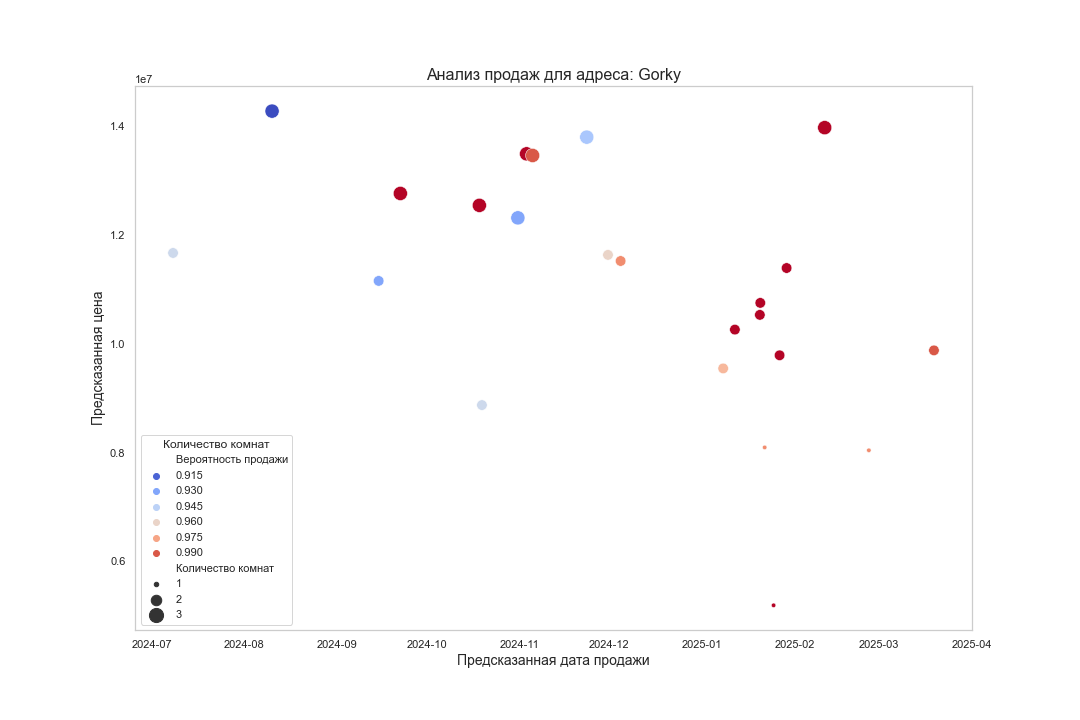 Анализ продаж для адреса: Gorky
1e7
1.4
1.2
1.0
0.8
0.6
Предсказанная цена
Количество комнат
Вероятность продажи
0.915
0.930
0.945
0.960
0.975
0.990
Количество комнат
1
2
3
2024-07 2024-08 2024-09 2024-10 2024-11 2024-12 2025-01 2025-02 2025-03 2025-04
Предсказанная дата продажи